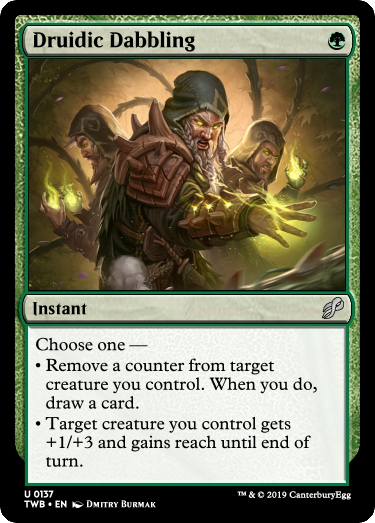 Druidic Dabbling
Instant
Choose one —
• Remove a counter from target
creature you control. When you do,
draw a card.
• Target creature you control gets
+1/+3 and gains reach until end of
turn.
U 0137
TWB • EN Dmitry Burmak
™ & © 2019 CanterburyEgg